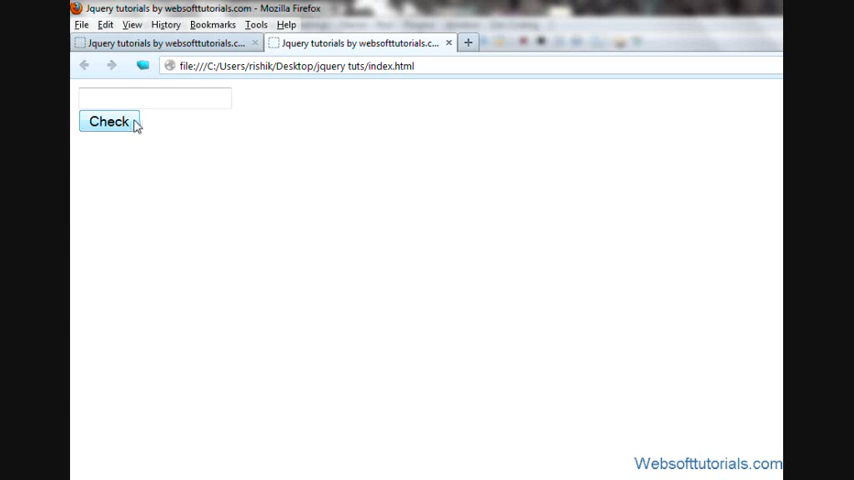 Jquery tutorials by websofttutorials.com - Mozilla Firefox
File Edit View History Bookmarks Tools Help
Jquery tutorials by websofttutorials.c... × Jquery tutorials by websofttutorials.c... × +
file:///C:/Users/rishik/Desktop/jquery tuts/index.html
Check
Websofttutorials.com